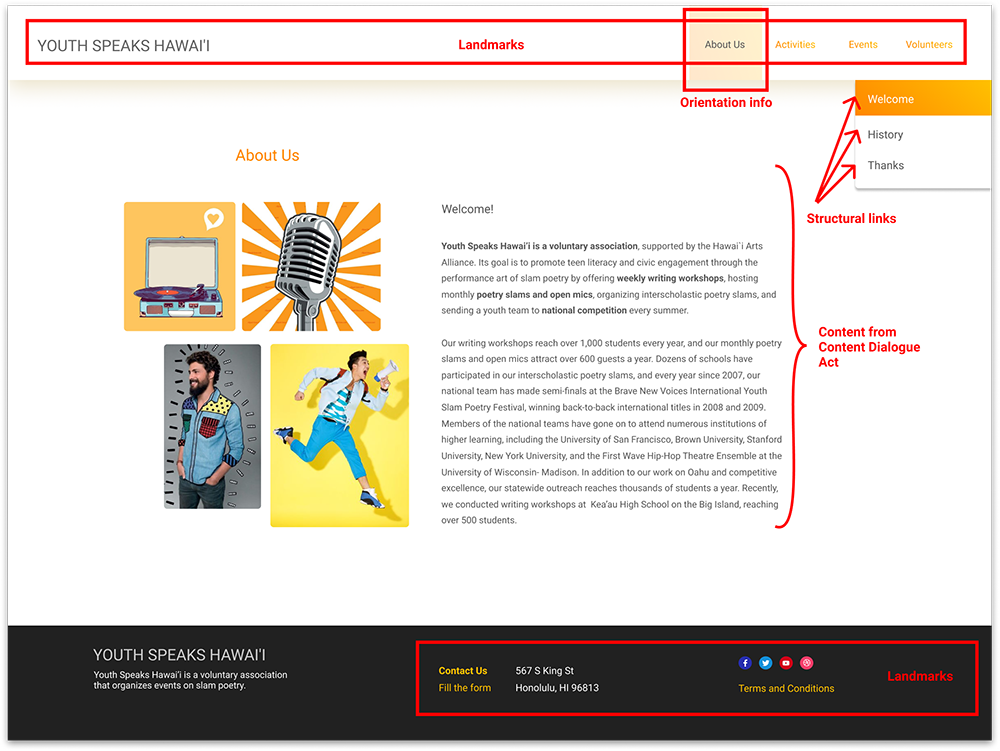 YOUTH SPEAKS HAWAI'I
Landmarks
About Us
Activities
Events
Volunteers
Orientation info
Welcome
History
Thanks
Structural links
About Us
Welcome!
Youth Speaks Hawai'i is a voluntary association, supported by the Hawai`i Arts
Alliance. Its goal is to promote teen literacy and civic engagement through the
performance art of slam poetry by offering weekly writing workshops, hosting
monthly poetry slams and open mics, organizing interscholastic poetry slams, and
sending a youth team to national competition every summer.
Our writing workshops reach over 1,000 students every year, and our monthly poetry
slams and open mics attract over 600 guests a year. Dozens of schools have
participated in our interscholastic poetry slams, and every year since 2007, our
national team has made semi-finals at the Brave New Voices International Youth
Slam Poetry Festival, winning back-to-back international titles in 2008 and 2009.
Members of the national teams have gone on to attend numerous institutions of
higher learning, including the University of San Francisco, Brown University, Stanford
University, New York University, and the First Wave Hip-Hop Theatre Ensemble at the
University of Wisconsin- Madison. In addition to our work on Oahu and competitive
excellence, our statewide outreach reaches thousands of students a year. Recently,
we conducted writing workshops at Kea'au High School on the Big Island, reaching
over 500 students.
Content from
Content Dialogue
Act
YOUTH SPEAKS HAWAI'I
Youth Speaks Hawai'i is a voluntary association
that organizes events on slam poetry.
Contact Us
Fill the form
567 S King St
Honolulu, HI 96813
Terms and Conditions
Landmarks